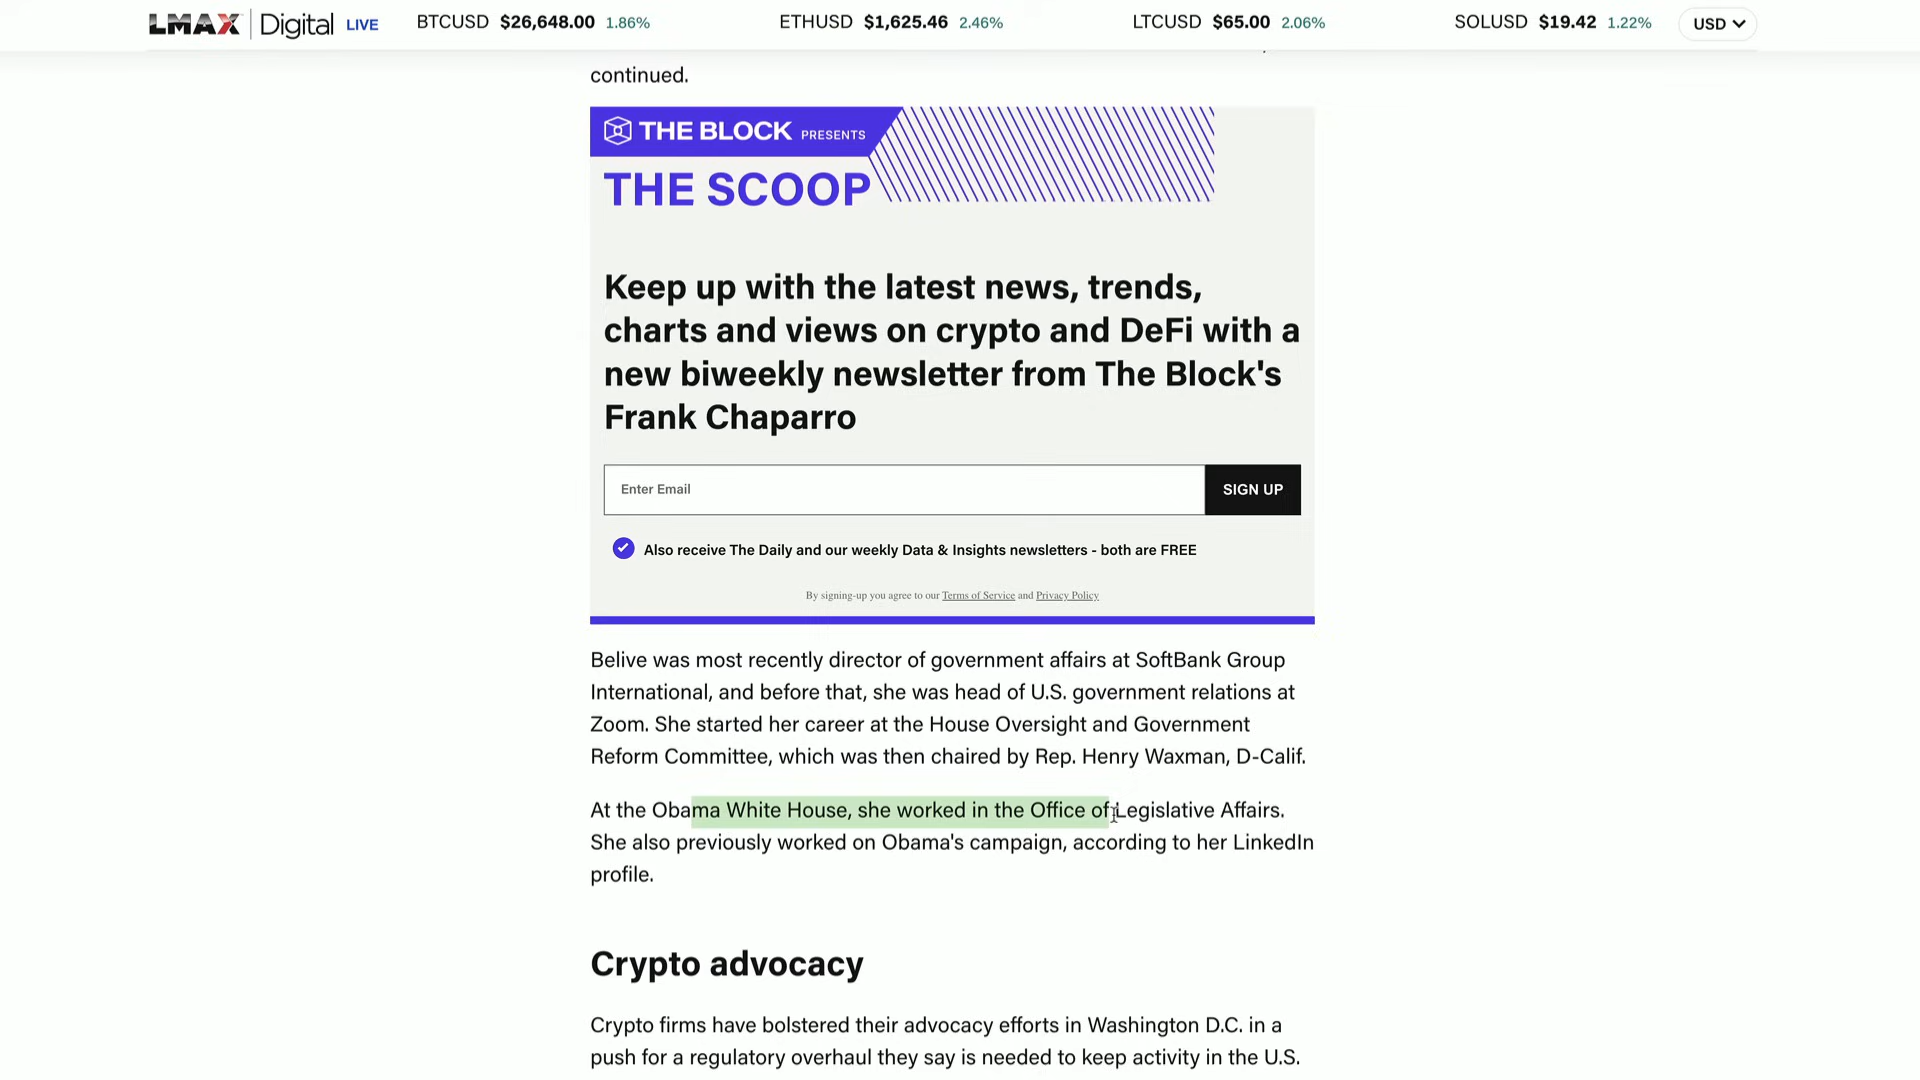 LMAX Digital LIVE BTCUSD $26,648.00 1.86% ETHUSD $1,625.46 2.46% LTCUSD $65.00 2.06% SOLUSD $19.42 1.22% USD
continued.
THE BLOCK PRESENTS
THE SCOOP
Keep up with the latest news, trends,
charts and views on crypto and DeFi with a
new biweekly newsletter from The Block's
Frank Chaparro
Enter Email SIGN UP
Also receive The Daily and our weekly Data & Insights newsletters - both are FREE
By signing-up you agree to our Terms of Service and Privacy Policy
Belive was most recently director of government affairs at SoftBank Group
International, and before that, she was head of U.S. government relations at
Zoom. She started her career at the House Oversight and Government
Reform Committee, which was then chaired by Rep. Henry Waxman, D-Calif.
At the Obama White House, she worked in the Office of Legislative Affairs.
She also previously worked on Obama's campaign, according to her LinkedIn
profile.
Crypto advocacy
Crypto firms have bolstered their advocacy efforts in Washington D.C. in a
push for a regulatory overhaul they say is needed to keep activity in the U.S.